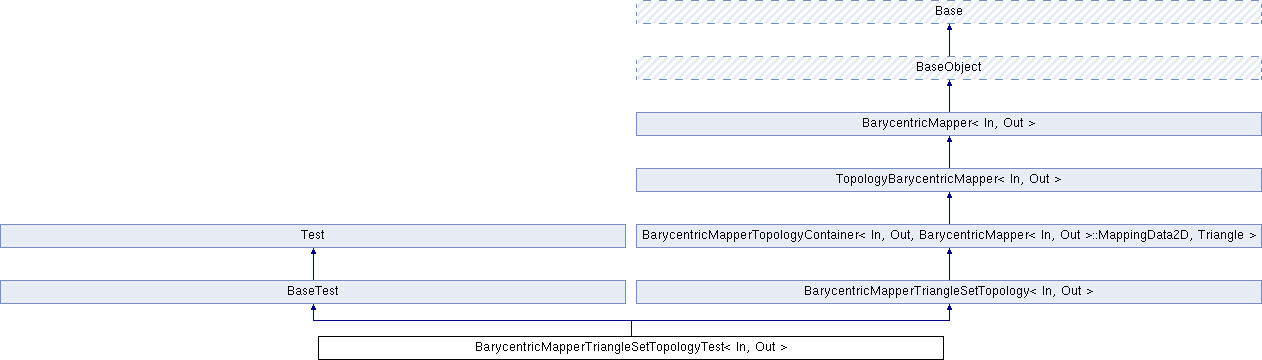 Base
BaseObject
BarycentricMapper< In, Out >
TopologyBarycentricMapper< In, Out >
Test
BarycentricMapperTopologyContainer< In, Out, BarycentricMapper< In, Out >::MappingData2D, Triangle >
BaseTest
BarycentricMapperTriangleSetTopology< In, Out >
BarycentricMapperTriangleSetTopologyTest< In, Out >